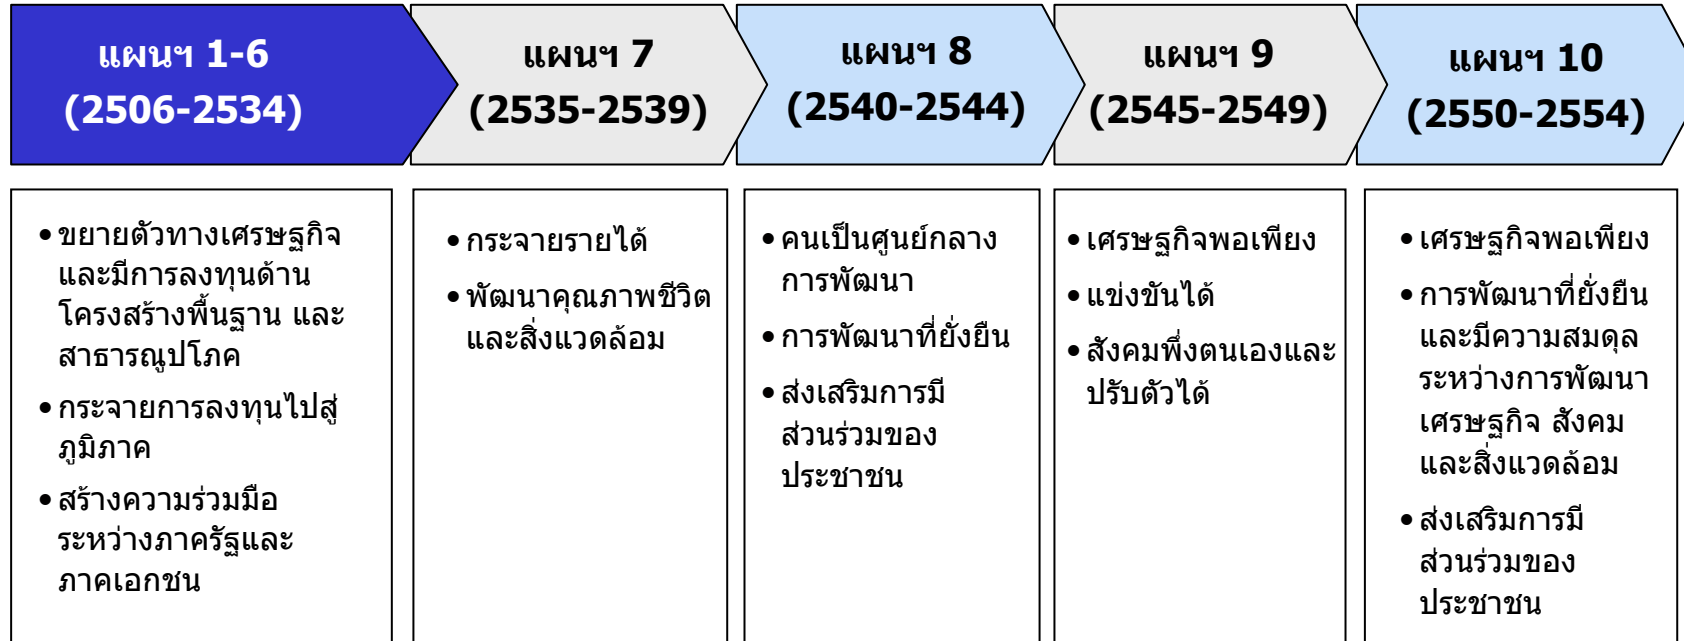 แผนฯ 1-6
(2506-2534)
แผนฯ 7
(2535-2539)
แผนฯ 8
(2540-2544)
แผนฯ 9
(2545-2549)
แผนฯ 10
(2550-2554)
• ขยายตัวทางเศรษฐกิจ
และมีการลงทุนด้าน
โครงสร้างพื้นฐาน และ
สาธารณูปโภค
• กระจายการลงทุนไปสู่
ภูมิภาค
• สร้างความร่วมมือ
ระหว่างภาครัฐและ
ภาคเอกชน
• กระจายรายได้
• พัฒนาคุณภาพชีวิต
และสิ่งแวดล้อม
• คนเป็นศูนย์กลาง
การพัฒนา
• การพัฒนาที่ยั่งยืน
• ส่งเสริมการมี
ส่วนร่วมของ
ประชาชน
• เศรษฐกิจพอเพียง
• แข่งขันได้
• สังคมพึ่งตนเองและ
ปรับตัวได้
• เศรษฐกิจพอเพียง
• การพัฒนาที่ยั่งยืน
และมีความสมดุล
ระหว่างการพัฒนา
เศรษฐกิจ สังคม
และสิ่งแวดล้อม
• ส่งเสริมการมี
ส่วนร่วมของ
ประชาชน